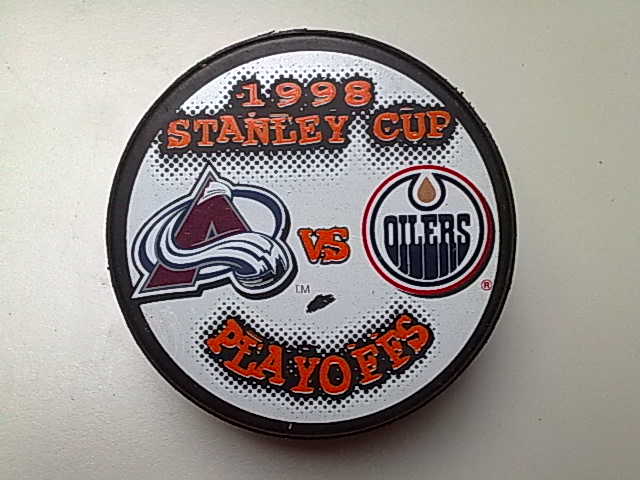 1998
STANLEY CUP
VS
OILERS
TM
®
PLAYOFFS